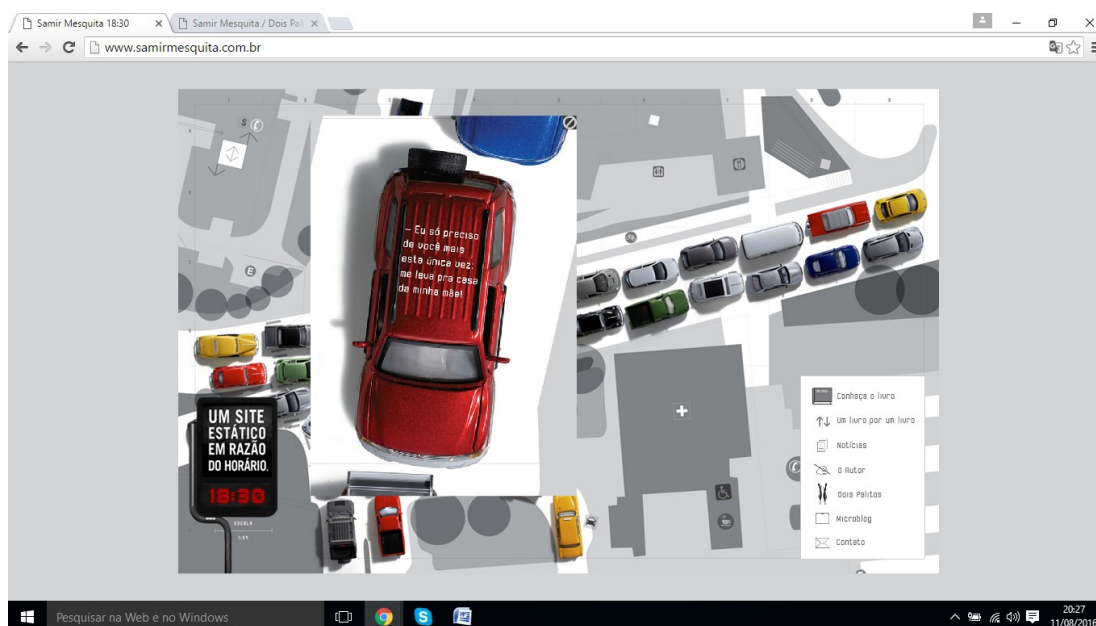 Samir Mesquita 18:30
Samir Mesquita / Dois Pal
www.samirmesquita.com.br
– Eu só preciso
de você mais
esta única vez:
me leva pra casa
da minha mãe!
UM SITE
ESTÁTICO
EM RAZÃO
DO HORÁRIO.
18:30
ESCALA
Conheça o livro
Um livro por um livro
Notícias
O Autor
Dois Palitos
Microblog
Contato
Pesquisar na Web e no Windows
20:27
11/08/2016